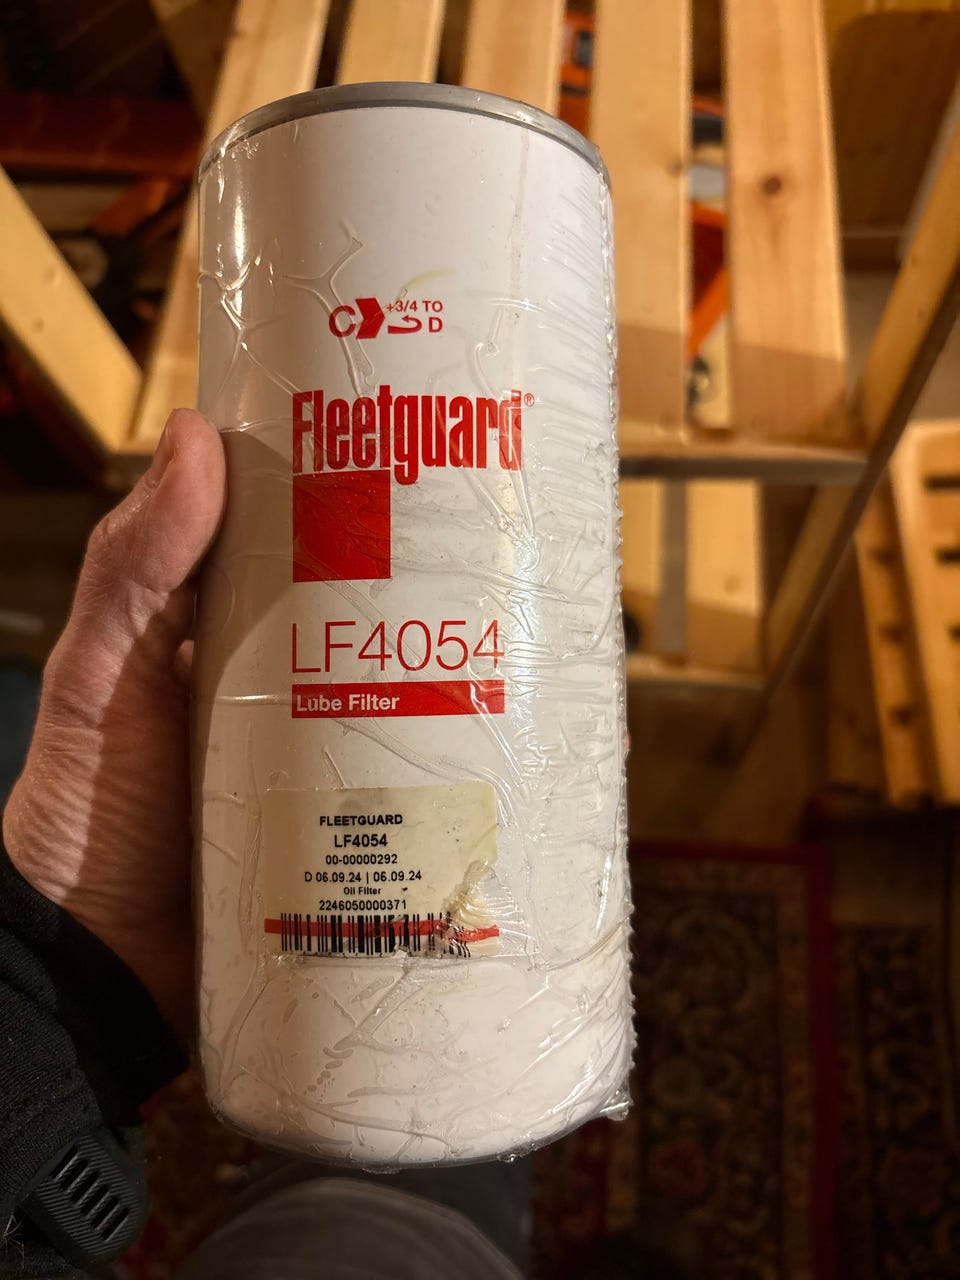 C +3/4 TO D
Fleetguard®
LF4054
Lube Filter
FLEETGUARD
LF4054
00-00000292
D 06.09.24 | 06.09.24
Oil Filter
2246050000371